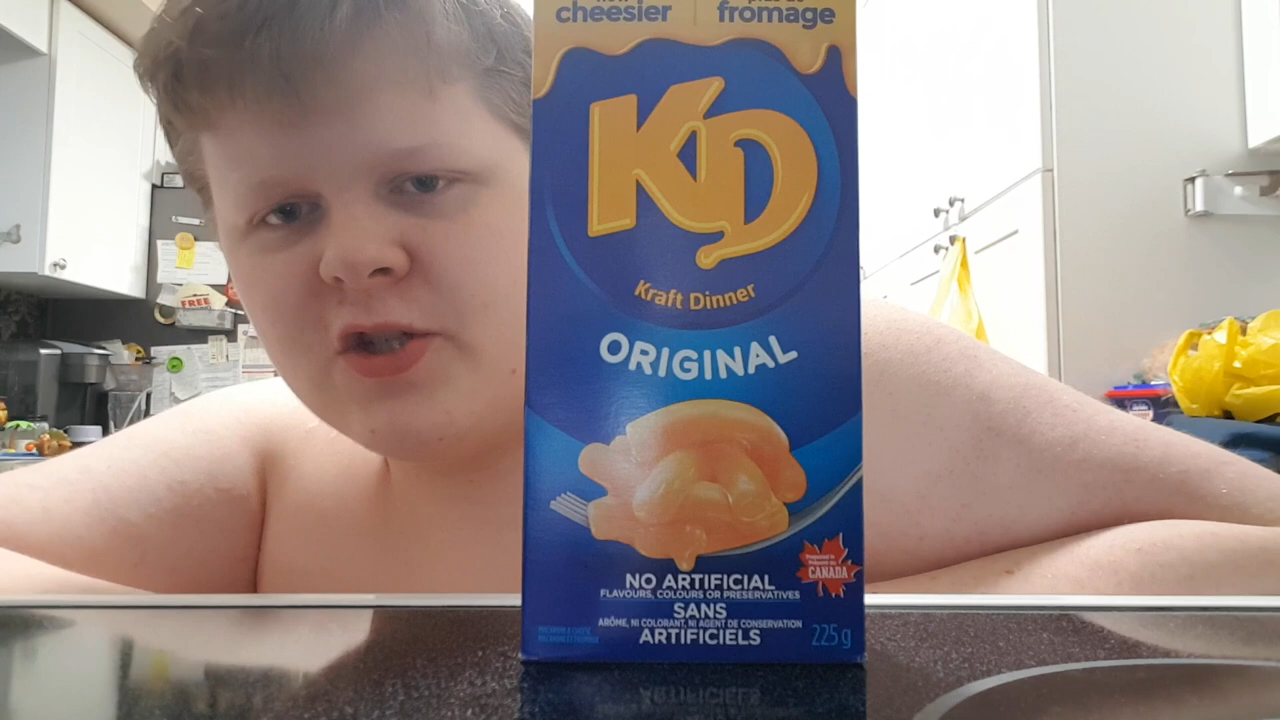 cheesier
fromage
KD
Kraft Dinner
ORIGINAL
CANADA
NO ARTIFICIAL
FLAVOURS, COLOURS OR PRESERVATIVES
SANS
ARÔME, NI COLORANT, NI AGENT DE CONSERVATION
ARTIFICIELS
225 g
FREE